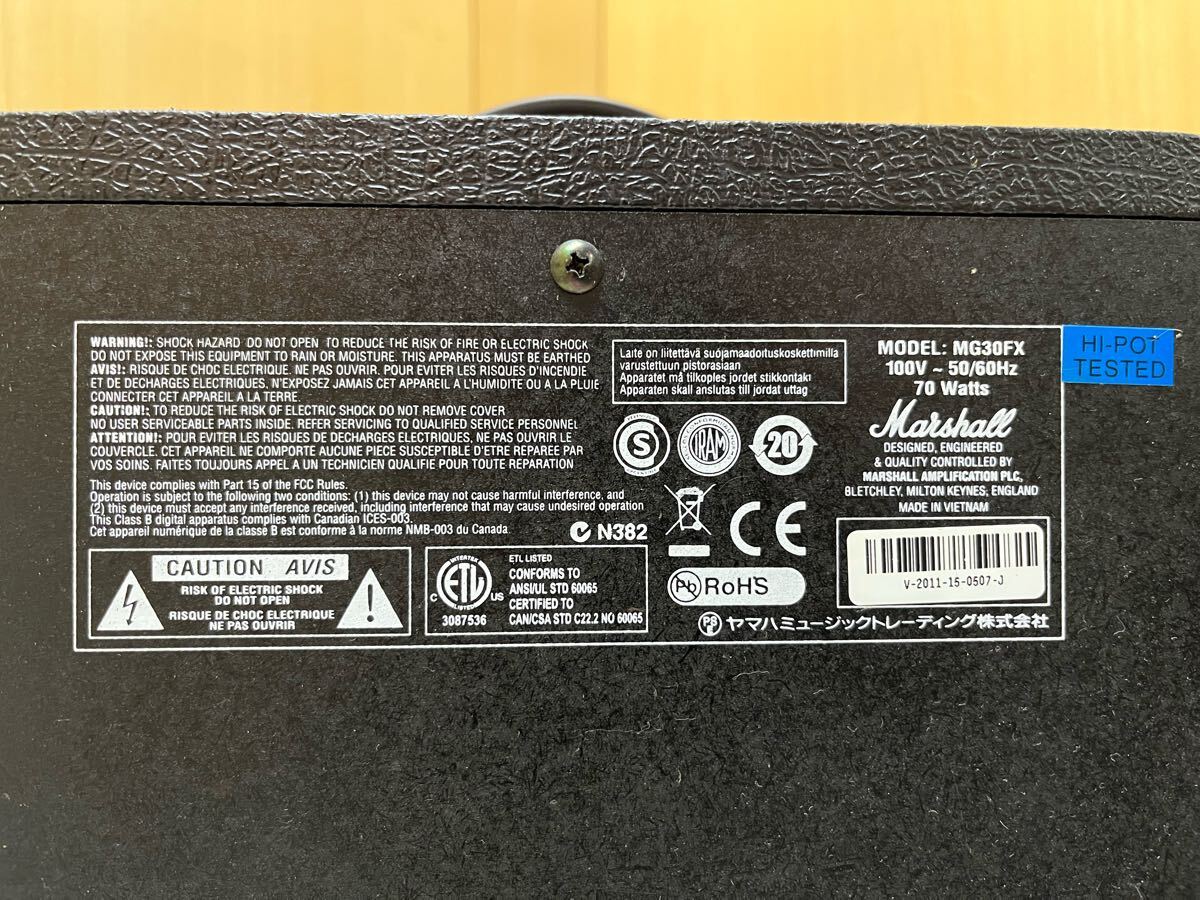 WARNING!: SHOCK HAZARD DO NOT OPEN TO REDUCE THE RISK OF FIRE OR ELECTRIC SHOCK
DO NOT EXPOSE THIS EQUIPMENT TO RAIN OR MOISTURE. THIS APPARATUS MUST BE EARTHED
AVIS!: RISQUE DE CHOC ELECTRIQUE. NE PAS OUVRIR. POUR EVITER LES RISQUES D'INCENDIE
ET DE DECHARGES ELECTRIQUES, N'EXPOSEZ JAMAIS CET APPAREIL A L'HUMIDITE OU A LA PLUIE
CONNECTER CET APPAREIL A LA TERRE.
CAUTION!: TO REDUCE THE RISK OF ELECTRIC SHOCK DO NOT REMOVE COVER
NO USER SERVICEABLE PARTS INSIDE. REFER SERVICING TO QUALIFIED SERVICE PERSONNEL
ATTENTION!: POUR EVITER LES RISQUES DE DECHARGES ELECTRIQUES, NE PAS OUVRIR LE
COUVERCLE. CET APPAREIL NE COMPORTE AUCUNE PIECE SUSCEPTIBLE D'ETRE REPAREE PAR
VOS SOINS. FAITES TOUJOURS APPEL A UN TECHNICIEN QUALIFIE POUR TOUTE REPARATION
This device complies with Part 15 of the FCC Rules.
Operation is subject to the following two conditions: (1) this device may not cause harmful interference, and
(2) this device must accept any interference received, including interference that may cause undesired operation
This Class B digital apparatus complies with Canadian ICES-003.
Cet appareil numérique de la classe B est conforme à la norme NMB-003 du Canada.
N382
CAUTION AVIS
RISK OF ELECTRIC SHOCK
DO NOT OPEN
RISQUE DE CHOC ELECTRIQUE
NE PAS OUVRIR
INTERTEK
C ETL US
LISTED
3087536
ETL LISTED
CONFORMS TO
ANSI/UL STD 60065
CERTIFIED TO
CAN/CSA STD C22.2 NO 60065
Laite on liitettävä suojamaadoituskoskettimilla
varustettuun pistorasiaan
Apparatet må tilkoples jordet stikkontakt
Apparaten skall anslutas till jordat uttag
S
IRAM
20
CE
Pb RoHS
PS E ヤマハミュージックトレーディング株式会社
MODEL: MG30FX
100V ~ 50/60Hz
70 Watts
Marshall
DESIGNED, ENGINEERED
& QUALITY CONTROLLED BY
MARSHALL AMPLIFICATION PLC,
BLETCHLEY, MILTON KEYNES, ENGLAND
MADE IN VIETNAM
V-2011-15-0507-J
HI-POT
TESTED